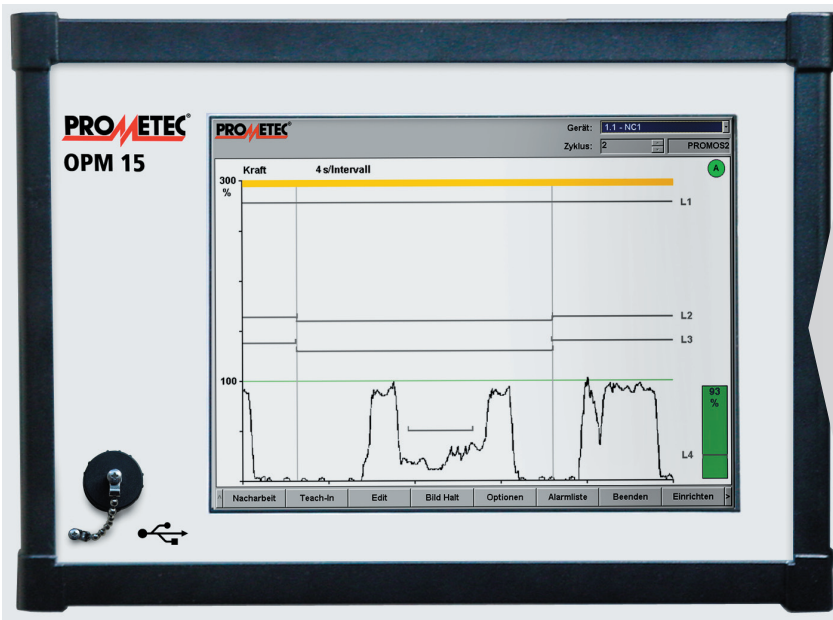 PROMETEC®
OPM 15
PROMETEC®
Gerät: 1.1 - NC1
Zyklus: 2 PROMOS2
Kraft 4 s/Intervall
A
300
%
L1
L2
L3
100
93
%
L4
Nacharbeit Teach-In Edit Bild Halt Optionen Alarmliste Beenden Einrichten >